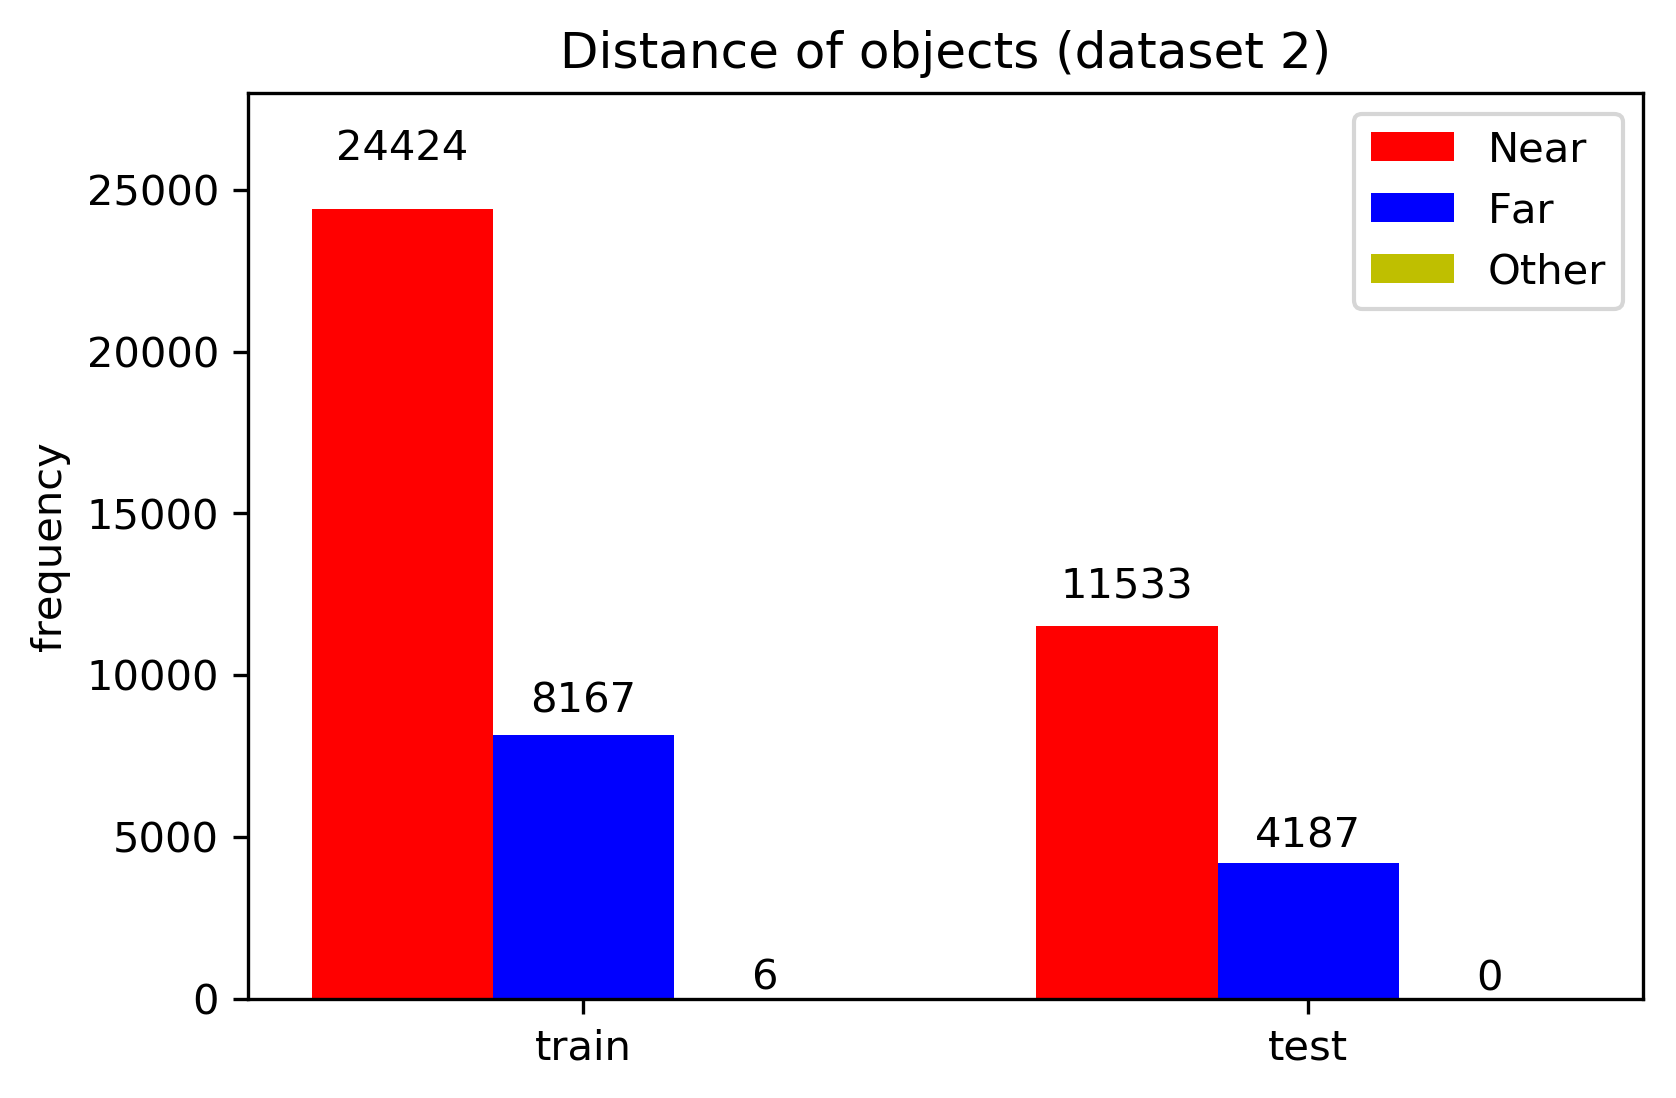 Distance of objects (dataset 2)
24424
25000
Near
Far
Other
20000
frequency
15000
11533
10000
8167
5000
4187
6
0
0
train
test